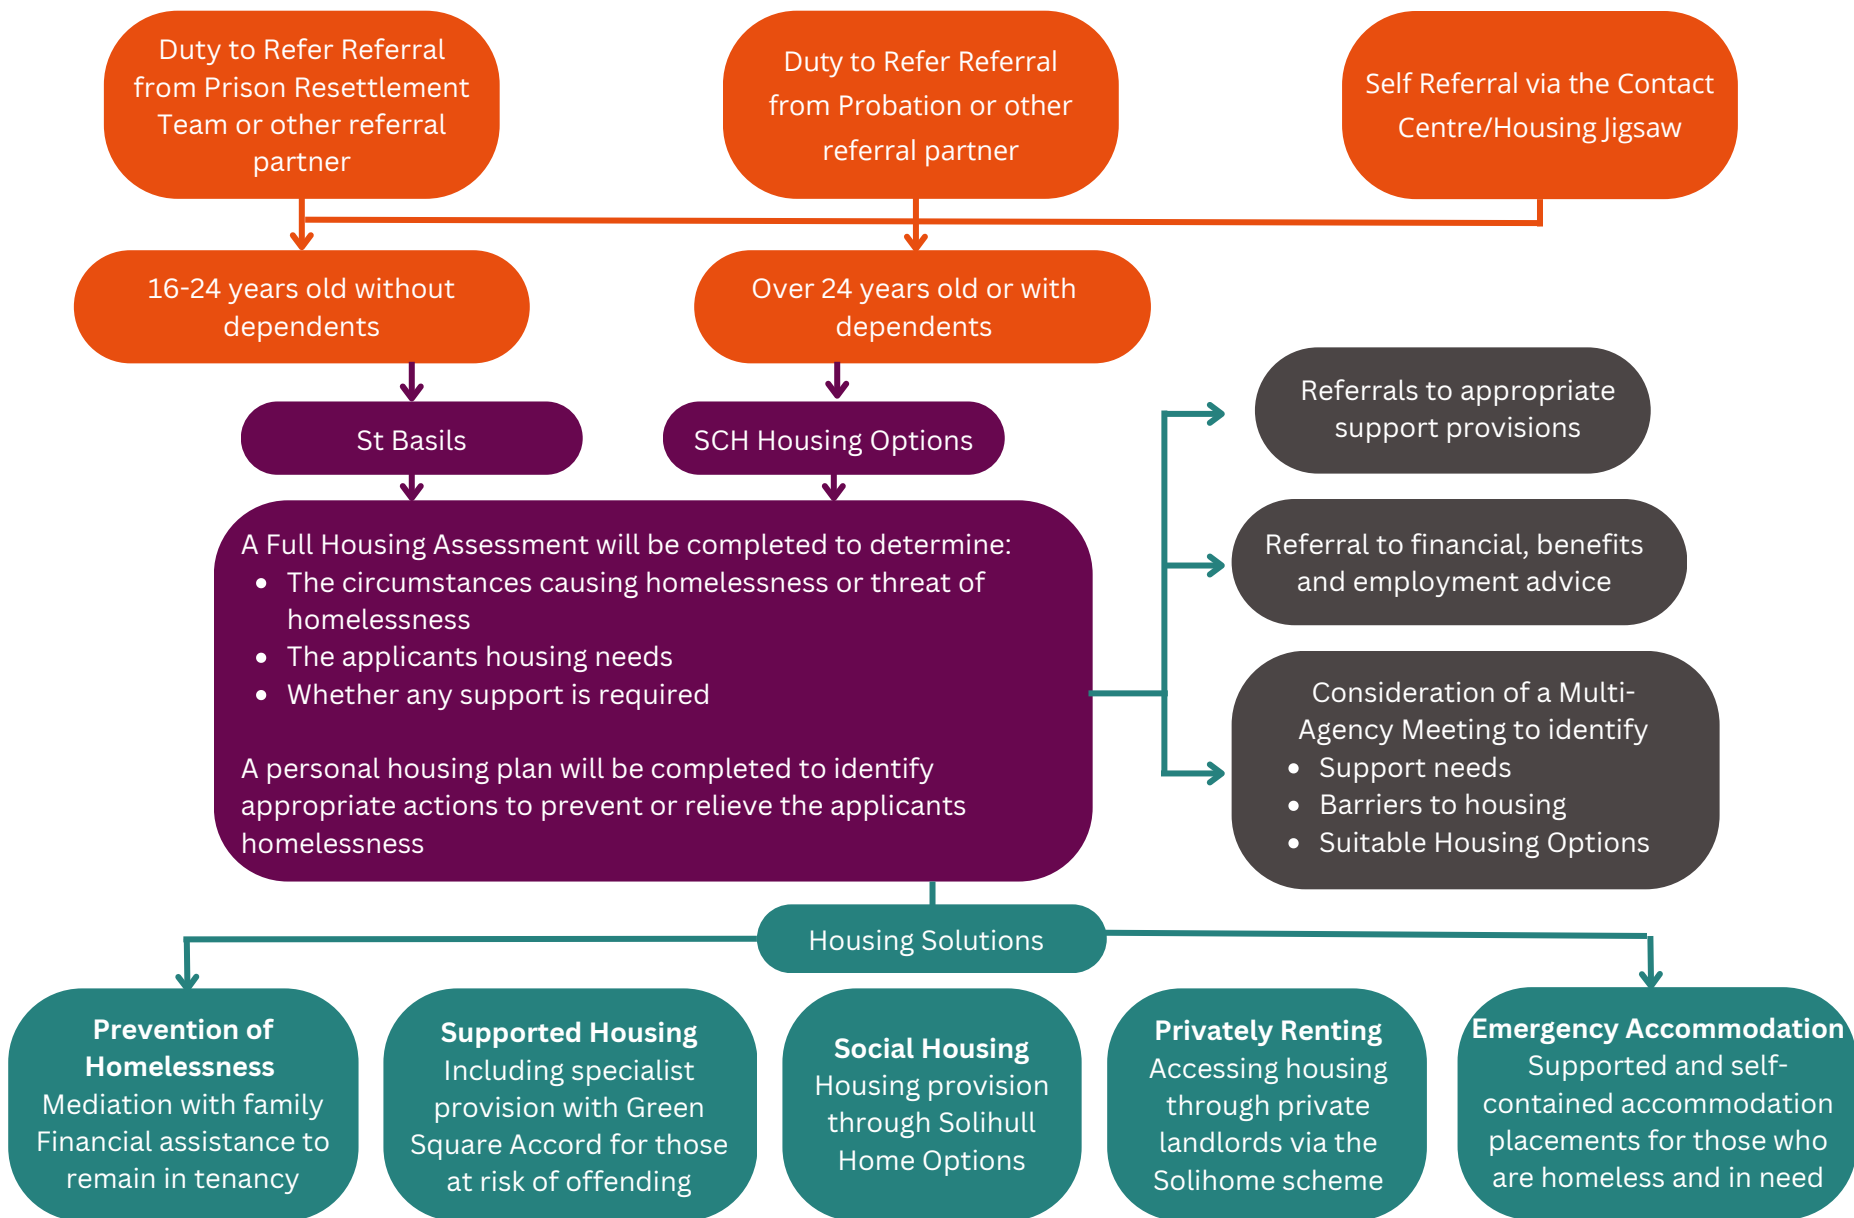 Duty to Refer Referral
from Prison Resettlement
Team or other referral
partner
Duty to Refer Referral
from Probation or other
referral partner
Self Referral via the Contact
Centre/Housing Jigsaw
16-24 years old without
dependents
Over 24 years old or with
dependents
St Basils
SCH Housing Options
A Full Housing Assessment will be completed to determine:
• The circumstances causing homelessness or threat of
homelessness
• The applicants housing needs
• Whether any support is required
A personal housing plan will be completed to identify
appropriate actions to prevent or relieve the applicants
homelessness
Referrals to appropriate
support provisions
Referral to financial, benefits
and employment advice
Consideration of a Multi-
Agency Meeting to identify
• Support needs
• Barriers to housing
• Suitable Housing Options
Housing Solutions
Prevention of
Homelessness
Mediation with family
Financial assistance to
remain in tenancy
Supported Housing
Including specialist
provision with Green
Square Accord for those
at risk of offending
Social Housing
Housing provision
through Solihull
Home Options
Privately Renting
Accessing housing
through private
landlords via the
Solihome scheme
Emergency Accommodation
Supported and self-
contained accommodation
placements for those who
are homeless and in need